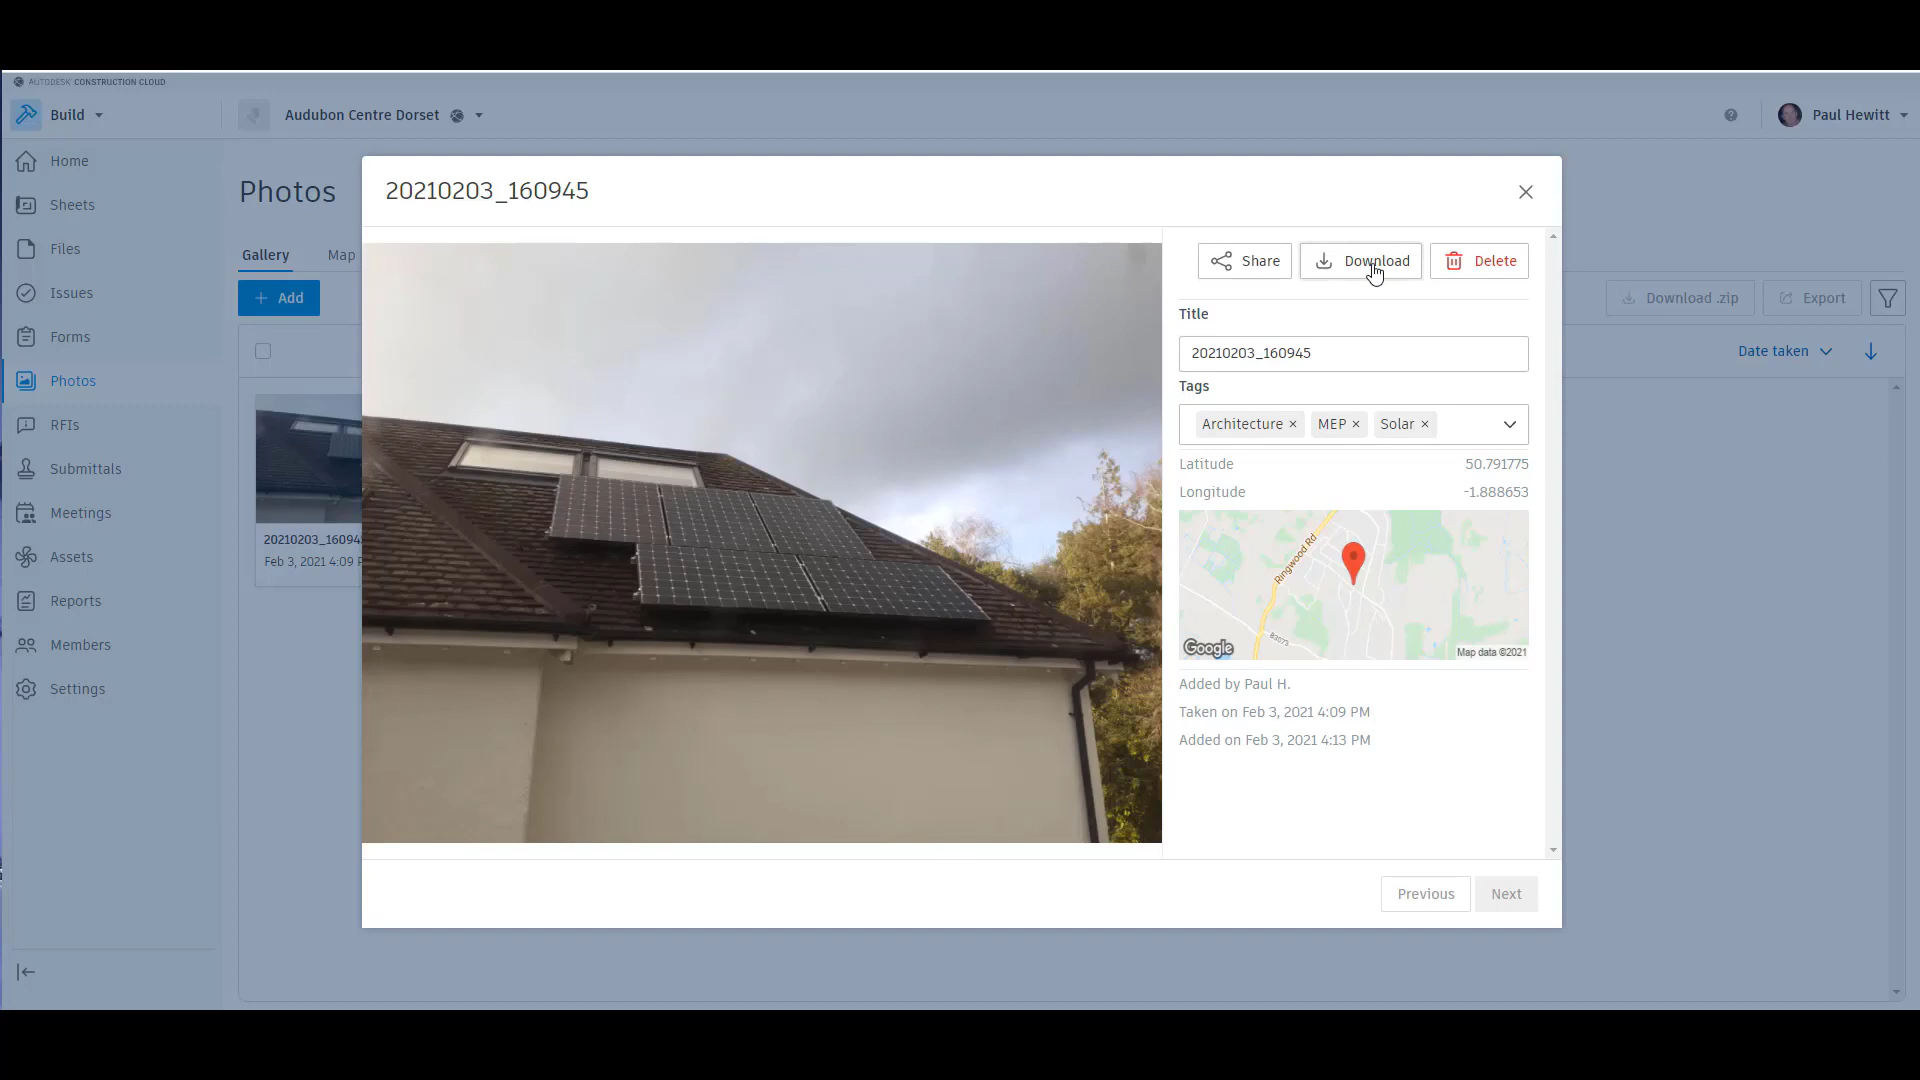 AUTODESK CONSTRUCTION CLOUD
Build
Audubon Centre Dorset
Paul Hewitt
Home
Sheets
Files
Issues
Forms
Photos
RFIs
Submittals
Meetings
Assets
Reports
Members
Settings
Photos
Gallery
Map
+ Add
Download .zip
Export
Date taken
20210203_16094
Feb 3, 2021 4:09 P
20210203_160945
Share
Download
Delete
Title
20210203_160945
Tags
Architecture × MEP × Solar ×
Latitude 50.791775
Longitude -1.888653
Ringwood Rd
B3073
Google
Map data ©2021
Added by Paul H.
Taken on Feb 3, 2021 4:09 PM
Added on Feb 3, 2021 4:13 PM
Previous
Next